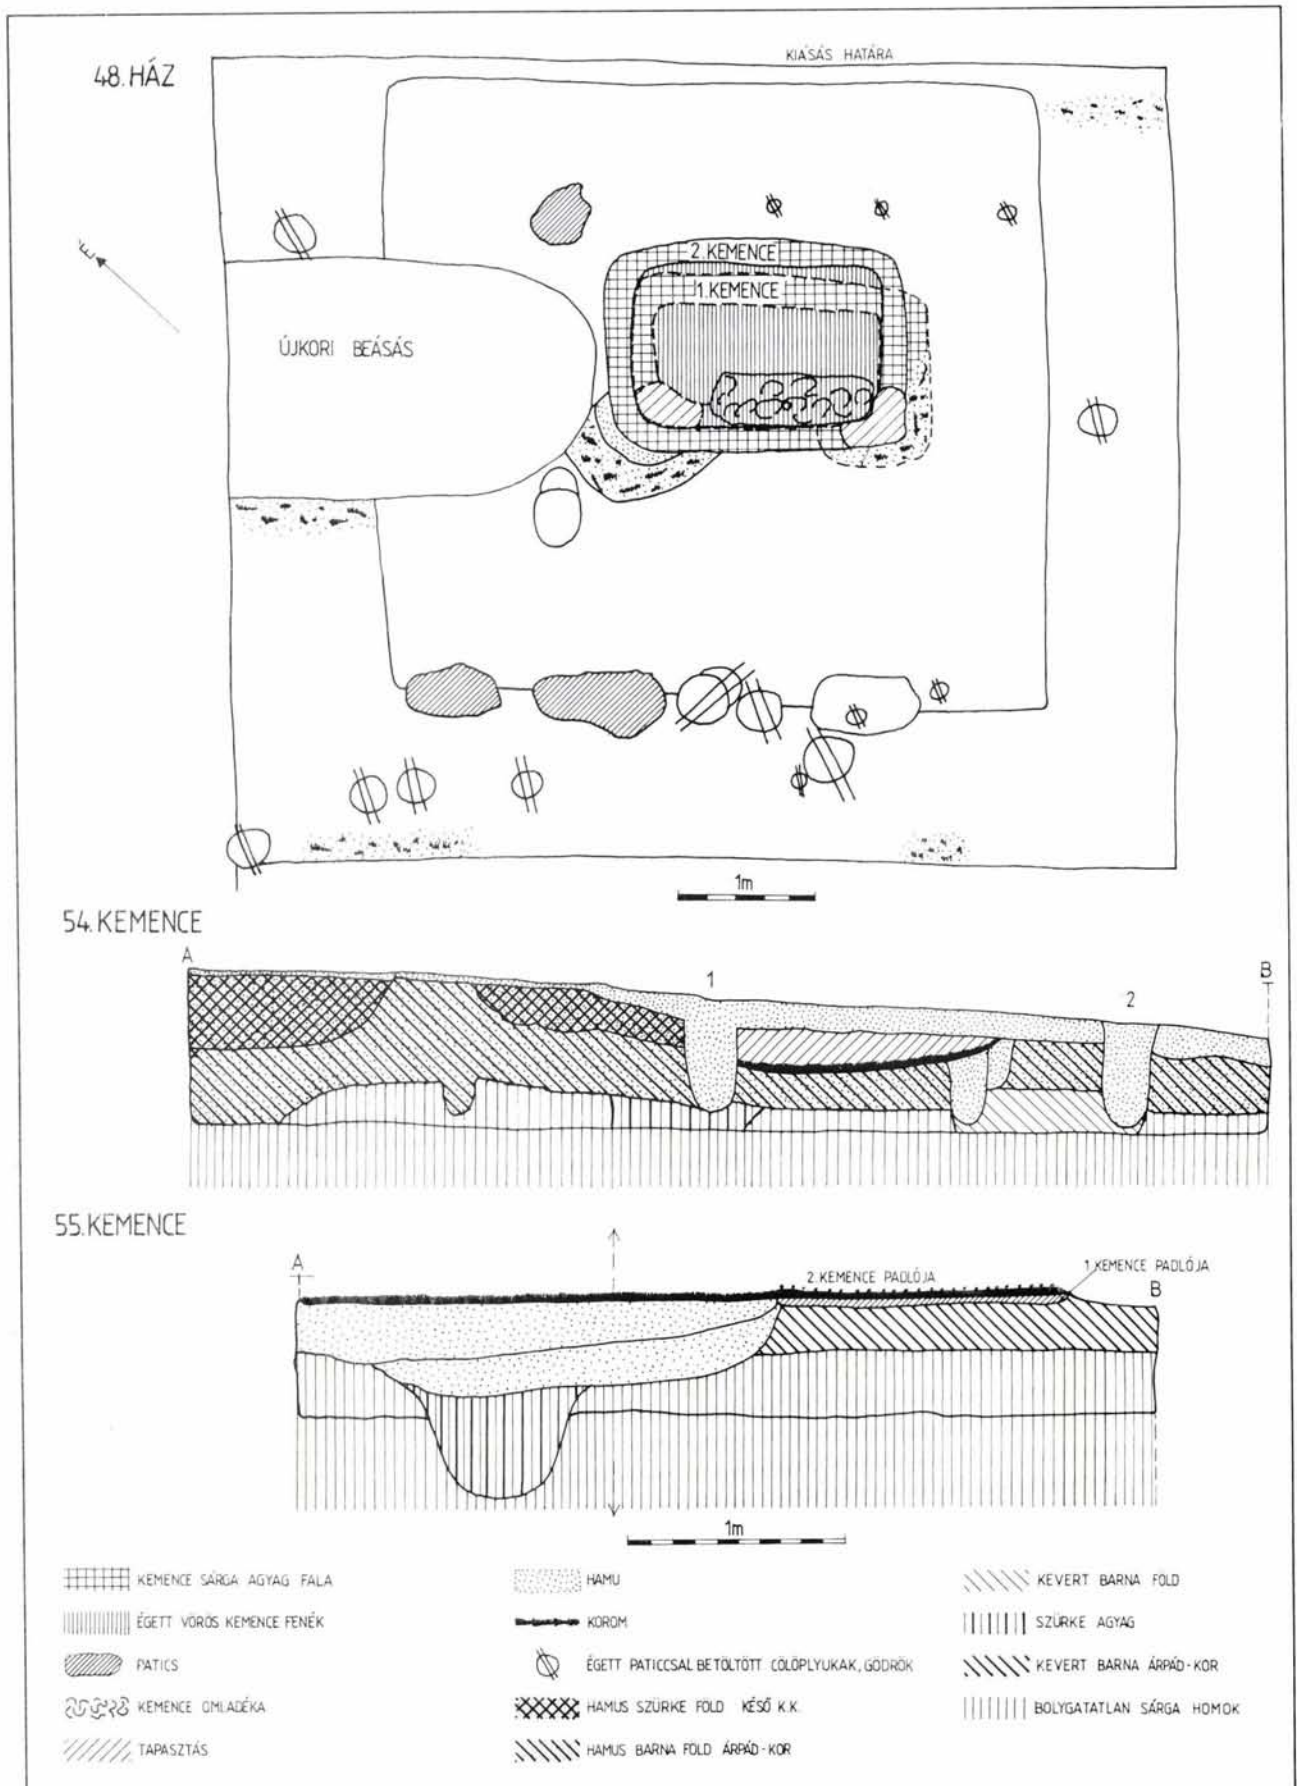 48. HÁZ
KIÁSÁS HATÁRA
É
2. KEMENCE
1. KEMENCE
ÚJKORI BEÁSÁS
1m
54. KEMENCE
A
1
2
B
55. KEMENCE
A
2. KEMENCE PADLÓJA
1. KEMENCE PADLÓJA
B
1m
KEMENCE SÁRGA AGYAG FALA
ÉGETT VÖRÖS KEMENCE FENÉK
PATICS
KEMENCE OMLADÉKA
TAPASZTÁS
HAMU
KOROM
ÉGETT PATICCSAL BETÖLTÖTT CÖLÖPLYUKAK, GÖDRÖK
HAMUS SZÜRKE FÖLD KÉSŐ K.K.
HAMUS BARNA FÖLD ÁRPÁD-KOR
KEVERT BARNA FÖLD
SZÜRKE AGYAG
KEVERT BARNA ÁRPÁD-KOR
BOLYGATATLAN SÁRGA HOMOK